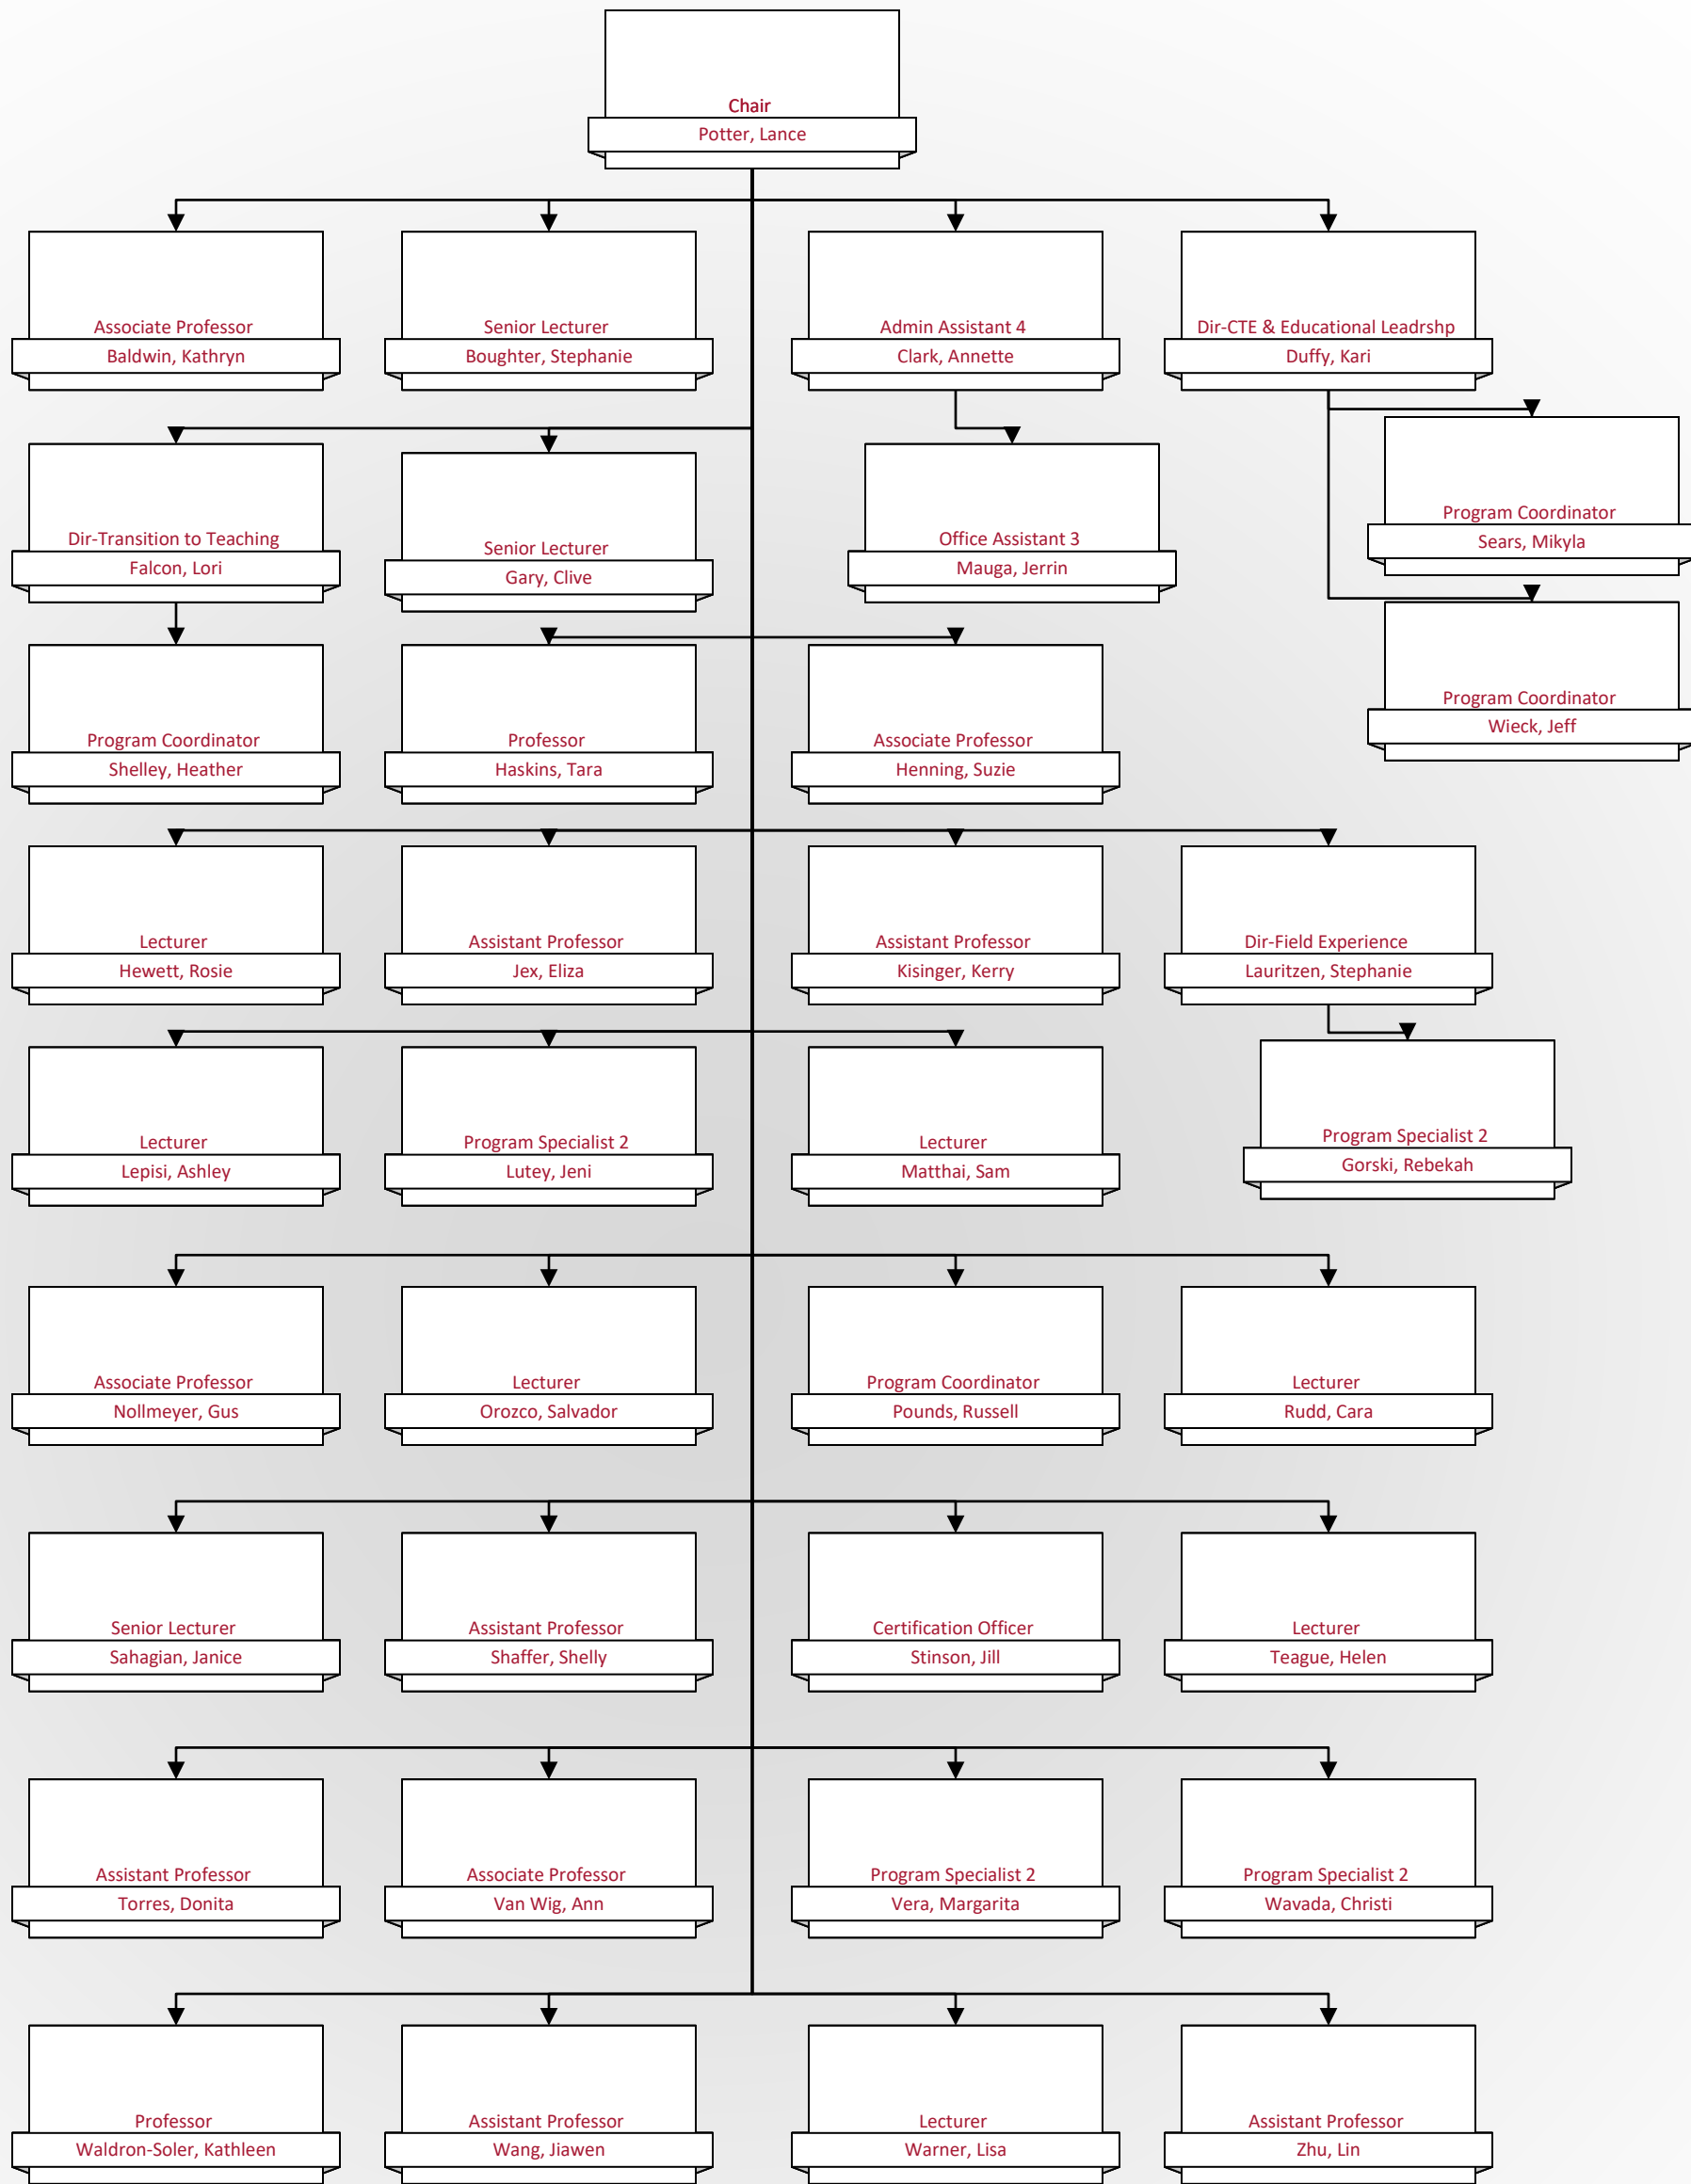 Chair
Potter, Lance
Associate Professor
Baldwin, Kathryn
Senior Lecturer
Boughter, Stephanie
Admin Assistant 4
Clark, Annette
Dir-CTE & Educational Leadrshp
Duffy, Kari
Dir-Transition to Teaching
Falcon, Lori
Senior Lecturer
Gary, Clive
Office Assistant 3
Mauga, Jerrin
Program Coordinator
Sears, Mikyla
Program Coordinator
Wieck, Jeff
Program Coordinator
Shelley, Heather
Professor
Haskins, Tara
Associate Professor
Henning, Suzie
Lecturer
Hewett, Rosie
Assistant Professor
Jex, Eliza
Assistant Professor
Kisinger, Kerry
Dir-Field Experience
Lauritzen, Stephanie
Lecturer
Lepisi, Ashley
Program Specialist 2
Lutey, Jeni
Lecturer
Matthai, Sam
Program Specialist 2
Gorski, Rebekah
Associate Professor
Nollmeyer, Gus
Lecturer
Orozco, Salvador
Program Coordinator
Pounds, Russell
Lecturer
Rudd, Cara
Senior Lecturer
Sahagian, Janice
Assistant Professor
Shaffer, Shelly
Certification Officer
Stinson, Jill
Lecturer
Teague, Helen
Assistant Professor
Torres, Donita
Associate Professor
Van Wig, Ann
Program Specialist 2
Vera, Margarita
Program Specialist 2
Wavada, Christi
Professor
Waldron-Soler, Kathleen
Assistant Professor
Wang, Jiawen
Lecturer
Warner, Lisa
Assistant Professor
Zhu, Lin